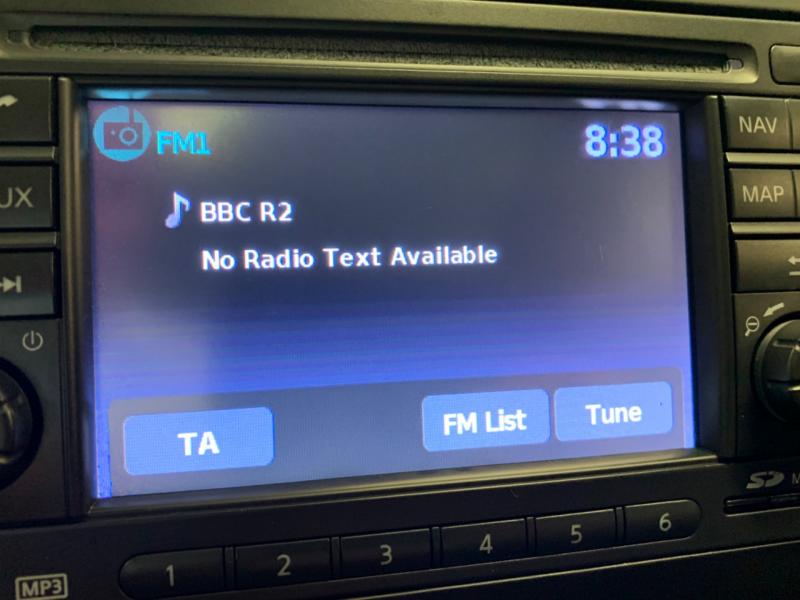 FM1
8:38
NAV
UX
BBC R2
MAP
No Radio Text Available
TA
FM List
Tune
1
2
3
4
5
6
MP3